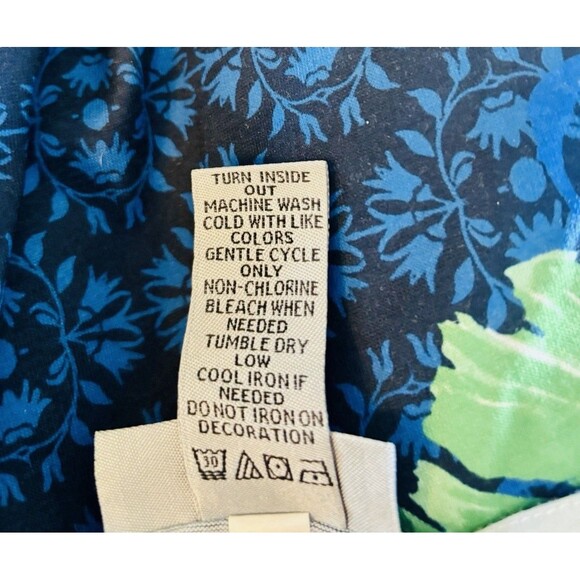 TURN INSIDE
OUT
MACHINE WASH
COLD WITH LIKE
COLORS
GENTLE CYCLE
ONLY
NON-CHLORINE
BLEACH WHEN
NEEDED
TUMBLE DRY
LOW
COOL IRON IF
NEEDED
DO NOT IRON ON
DECORATION
30